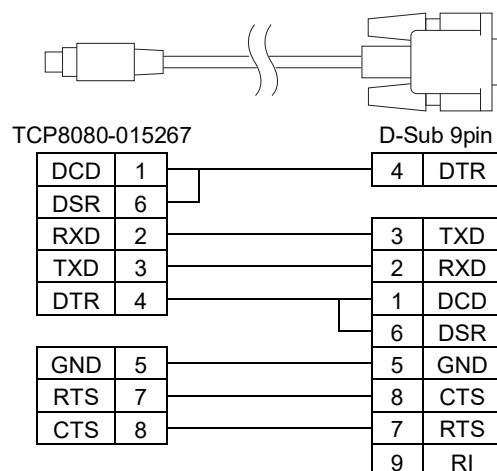 TCP8080-015267 D-Sub 9pin
DCD 1 4 DTR
DSR 6
RXD 2 3 TXD
TXD 3 2 RXD
DTR 4 1 DCD
6 DSR
GND 5 5 GND
RTS 7 8 CTS
CTS 8 7 RTS
9 RI